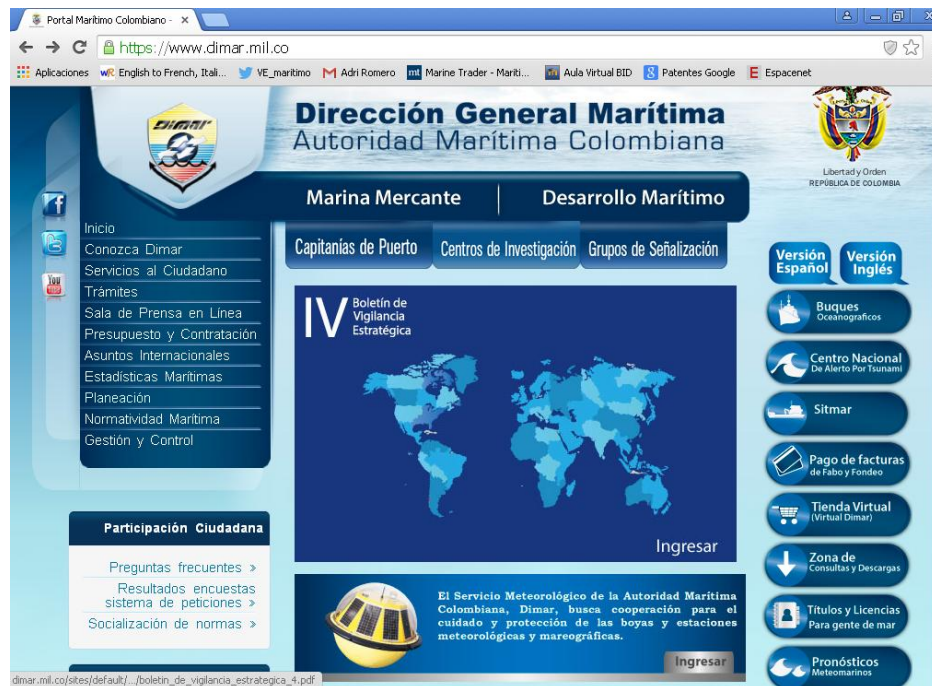 Portal Marítimo Colombiano -
https://www.dimar.mil.co
Aplicaciones
wR English to French, Itali...
VE_maritimo
Adri Romero
mt Marine Trader - Mariti...
Aula Virtual BID
8 Patentes Google
E Espacenet
Dimar
Dirección General Marítima
Autoridad Marítima Colombiana
Libertad y Orden
REPÚBLICA DE COLOMBIA
Marina Mercante
Desarrollo Marítimo
You
Inicio
Conozca Dimar
Servicios al Ciudadano
Trámites
Sala de Prensa en Línea
Presupuesto y Contratación
Asuntos Internacionales
Estadísticas Marítimas
Planeación
Normatividad Marítima
Gestión y Control
Participación Ciudadana
Preguntas frecuentes »
Resultados encuestas
sistema de peticiones »
Socialización de normas »
Capitanías de Puerto
Centros de Investigación
Grupos de Señalización
IV
Boletín de
Vigilancia
Estratégica
Ingresar
El Servicio Meteorológico de la Autoridad Marítima
Colombiana, Dimar, busca cooperación para el
cuidado y protección de las boyas y estaciones
meteorológicas y mareográficas.
Ingresar
Versión
Español
Versión
Inglés
Buques
Oceanograficos
Centro Nacional
De Alerto Por Tsunami
Sitmar
Pago de facturas
de Fabo y Fondeo
Tienda Virtual
(Virtual Dimar)
Zona de
Consultas y Descargas
Títulos y Licencias
Para gente de mar
Pronósticos
Meteomarinos
dimar.mil.co/sites/default/.../boletin_de_vigilancia_estrategica_4.pdf